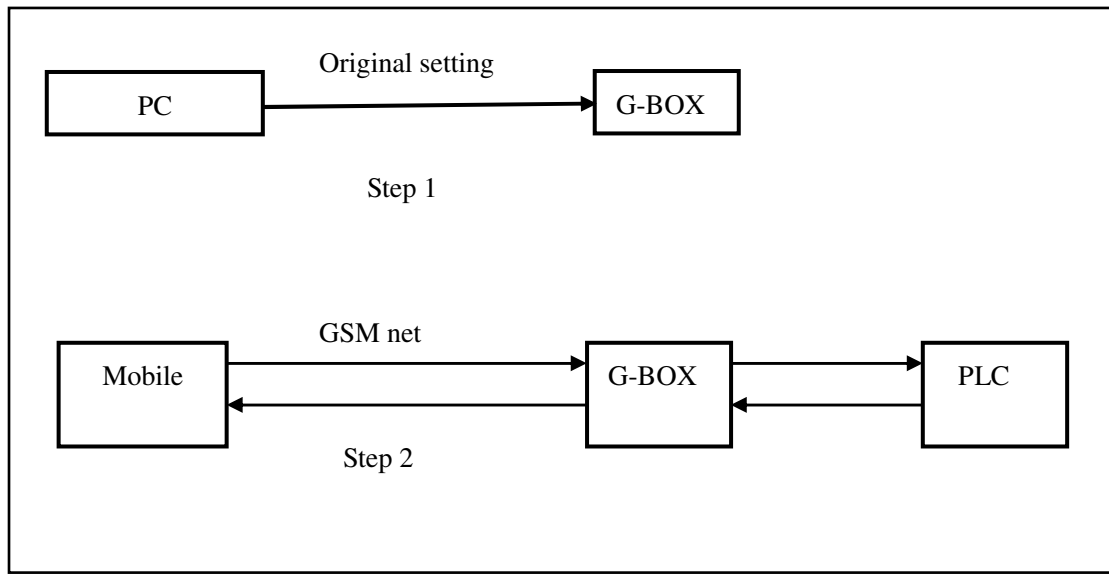 Original setting
PC
G-BOX
Step 1
GSM net
Mobile
G-BOX
PLC
Step 2